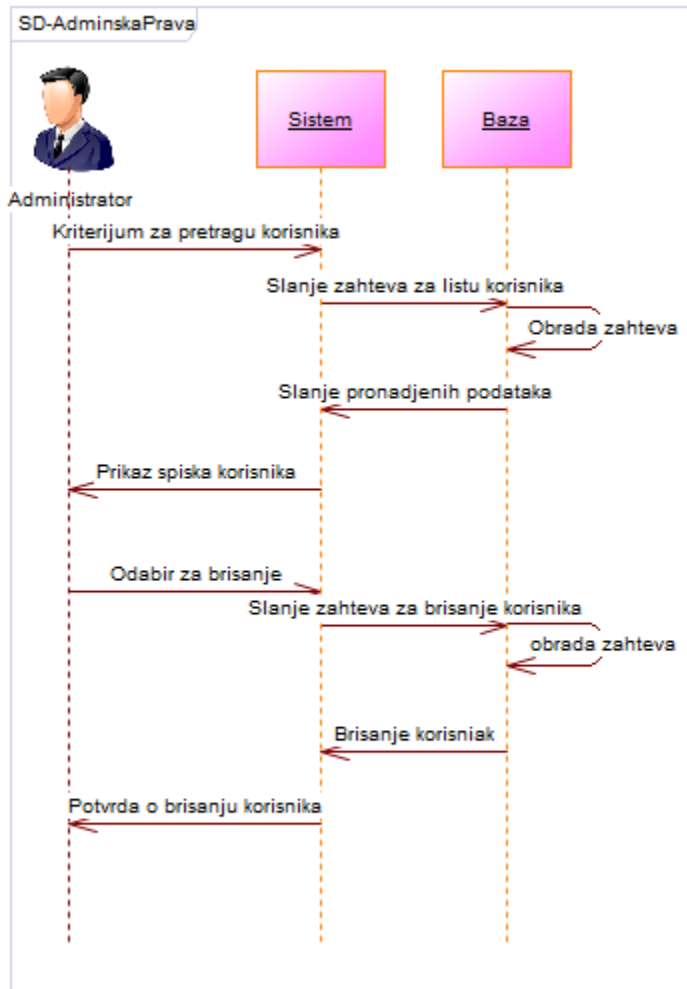 SD-AdminskaPrava
Sistem
Baza
Administrator
Kriterijum za pretragu korisnika
Slanje zahteva za listu korisnika
Obrada zahteva
Slanje pronadjenih podataka
Prikaz spiska korisnika
Odabir za brisanje
Slanje zahteva za brisanje korisnika
obrada zahteva
Brisanje korisniak
Potvrda o brisanju korisnika